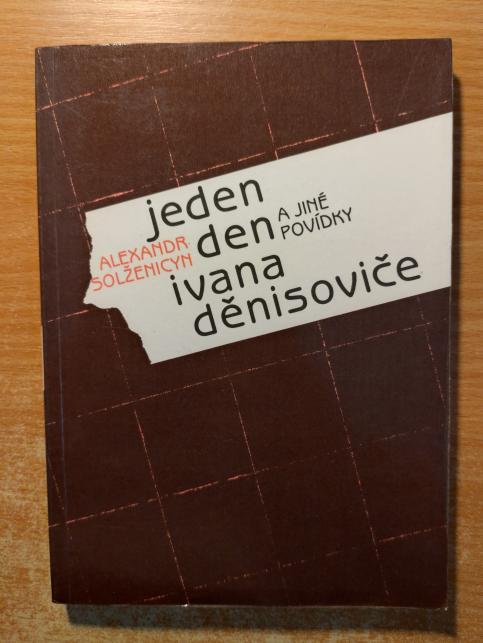 ALEXANDR
SOLŽENICYN
jeden
den
ivana
děnisoviče
A JINÉ
POVÍDKY